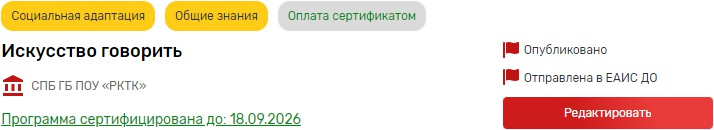 Социальная адаптация
Общие знания
Оплата сертификатом
Искусство говорить
СПБ ГБ ПОУ «РКТК»
Программа сертифицирована до: 18.09.2026
Опубликовано
Отправлена в ЕАИС ДО
Редактировать